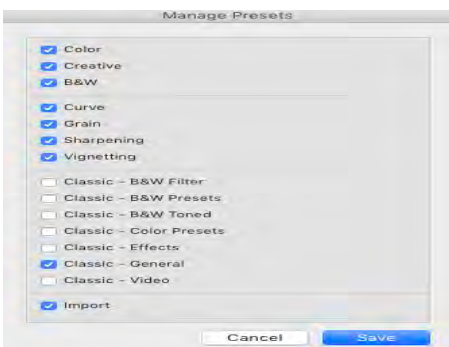 Manage Presets
Color
Creative
B&W
Curve
Grain
Sharpening
Vignetting
Classic – B&W Filter
Classic – B&W Presets
Classic – B&W Toned
Classic – Color Presets
Classic – Effects
Classic – General
Classic – Video
Import
Cancel Save